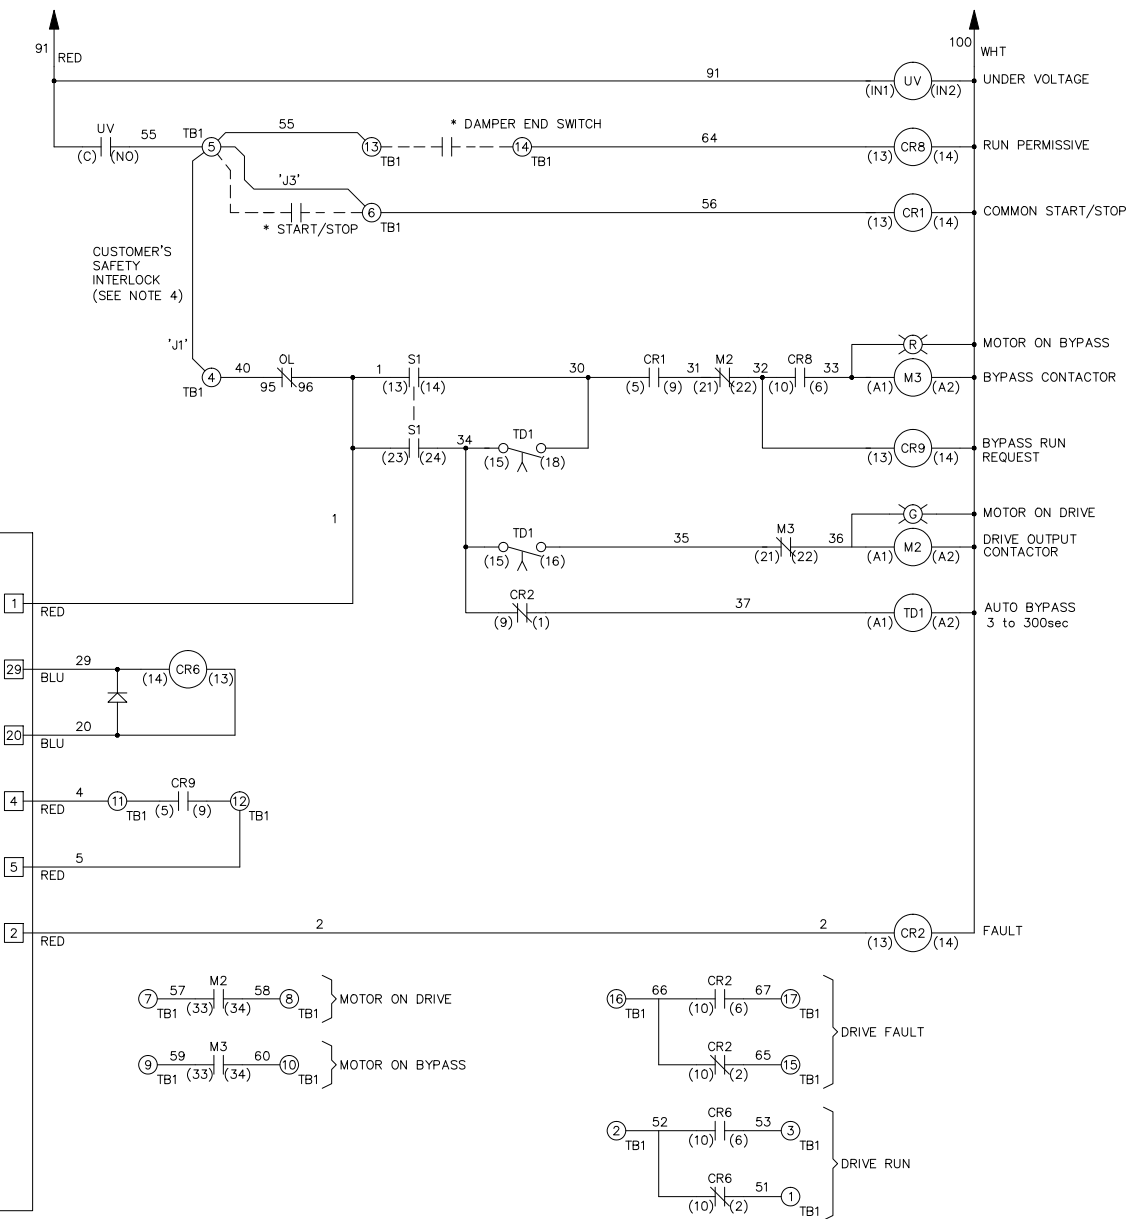 91 RED 100 WHT
91 (IN1) UV (IN2) UNDER VOLTAGE
UV 55 TB1 55 * DAMPER END SWITCH 64
(C) (NO) 5 13 TB1 14 TB1 (13) CR8 (14) RUN PERMISSIVE
'J3' 6 TB1 56 (13) CR1 (14) COMMON START/STOP
* START/STOP
CUSTOMER'S
SAFETY
INTERLOCK
(SEE NOTE 4)
'J1' R MOTOR ON BYPASS
4 TB1 40 OL 95 96 1 S1 (13) (14) 30 CR1 (5) (9) 31 M2 (21) (22) 32 CR8 (10) (6) 33 (A1) M3 (A2) BYPASS CONTACTOR
S1 (23) (24) 34 TD1 (15) (18) (13) CR9 (14) BYPASS RUN
REQUEST
1 G MOTOR ON DRIVE
TD1 (15) (16) 35 M3 (21) (22) 36 (A1) M2 (A2) DRIVE OUTPUT
CONTACTOR
1 RED CR2 (9) (1) 37 (A1) TD1 (A2) AUTO BYPASS
3 to 300sec
29 BLU 29 (14) CR6 (13)
20 BLU 20
4 RED 4 11 TB1 CR9 (5) (9) 12 TB1
5 RED 5
2 RED 2 2 (13) CR2 (14) FAULT
7 TB1 57 M2 (33) (34) 58 8 TB1 MOTOR ON DRIVE
9 TB1 59 M3 (33) (34) 60 10 TB1 MOTOR ON BYPASS
16 TB1 66 CR2 (10) (6) 67 17 TB1
DRIVE FAULT
CR2 (10) (2) 65 15 TB1
2 TB1 52 CR6 (10) (6) 53 3 TB1
DRIVE RUN
CR6 (10) (2) 51 1 TB1